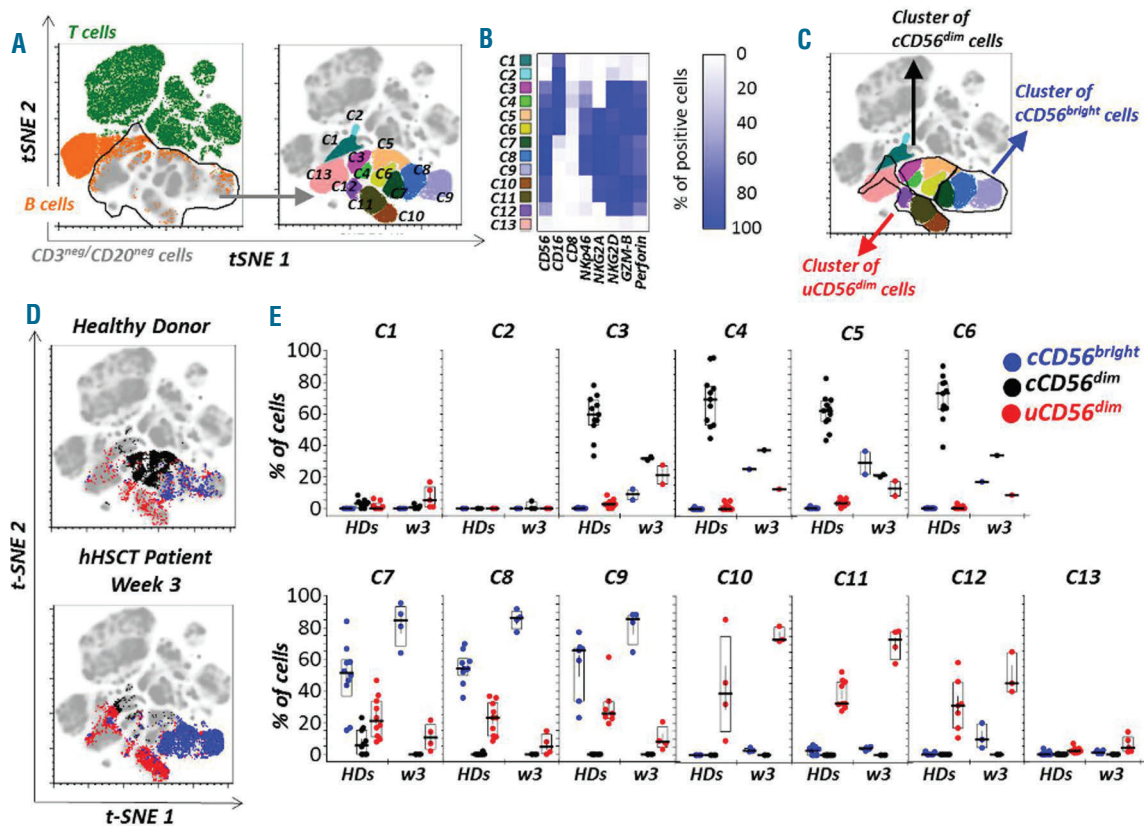 A
T cells
tSNE 2
B cells
CD3neg/CD20neg cells
tSNE 1
C1
C2
C3
C4
C5
C6
C7
C8
C9
C10
C11
C12
C13
B
C1
C2
C3
C4
C5
C6
C7
C8
C9
C10
C11
C12
C13
CD56
CD16
CD8
NKp46
NKG2A
NKG2D
GZM-B
Perforin
% of positive cells
0
20
40
60
80
100
C
Cluster of
cCD56dim cells
Cluster of
cCD56bright cells
Cluster of
uCD56dim cells
D
Healthy Donor
hHSCT Patient
Week 3
t-SNE 2
t-SNE 1
E
C1
C2
C3
C4
C5
C6
% of cells
100
80
60
40
20
0
HDs w3
HDs w3
HDs w3
HDs w3
HDs w3
HDs w3
cCD56bright
cCD56dim
uCD56dim
C7
C8
C9
C10
C11
C12
C13
% of cells
100
80
60
40
20
0
HDs w3
HDs w3
HDs w3
HDs w3
HDs w3
HDs w3
HDs w3